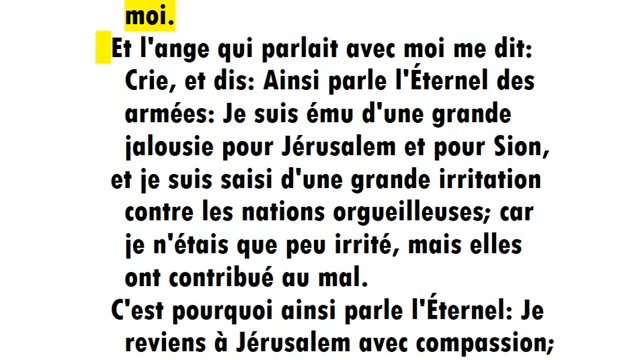 moi.
Et l'ange qui parlait avec moi me dit:
Crie, et dis: Ainsi parle l'Éternel des
armées: Je suis ému d'une grande
jalousie pour Jérusalem et pour Sion,
et je suis saisi d'une grande irritation
contre les nations orgueilleuses; car
je n'étais que peu irrité, mais elles
ont contribué au mal.
C'est pourquoi ainsi parle l'Éternel: Je
reviens à Jérusalem avec compassion;